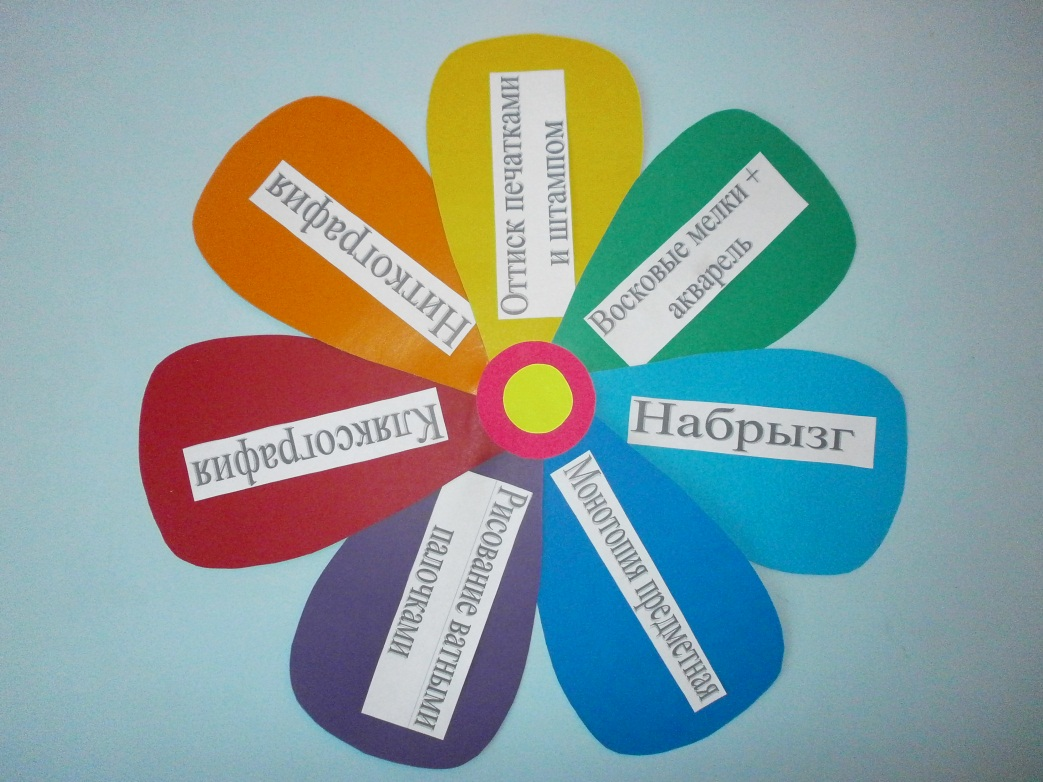 Оттиск печатками
и штампом
Восковые мелки +
акварель
Набрызг
Монотопия предметная
Рисование ватными
палочками
Кляксография
Ниткография